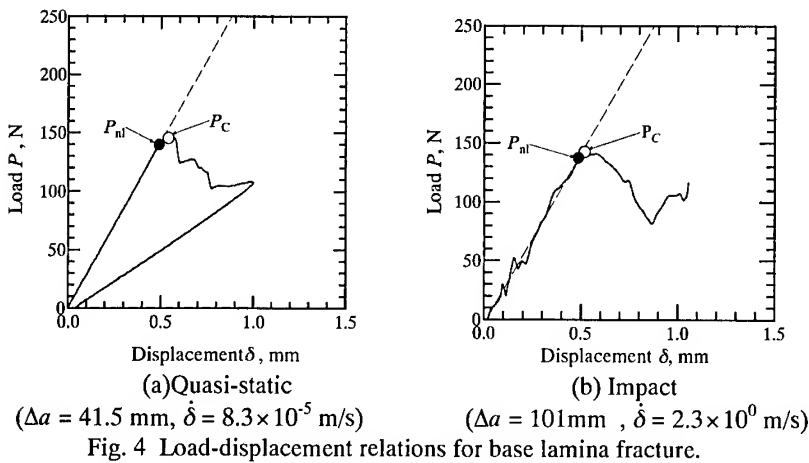 250
200
150
100
50
0
Load P, N
P_nl
P_C
0.0 0.5 1.0 1.5
Displacement δ, mm
(a)Quasi-static
(Δa = 41.5 mm, δ̇ = 8.3×10⁻⁵ m/s)
250
200
150
100
50
0
Load P, N
P_nl
P_C
0.0 0.5 1.0 1.5
Displacement δ, mm
(b) Impact
(Δa = 101mm , δ̇ = 2.3×10⁰ m/s)
Fig. 4 Load-displacement relations for base lamina fracture.